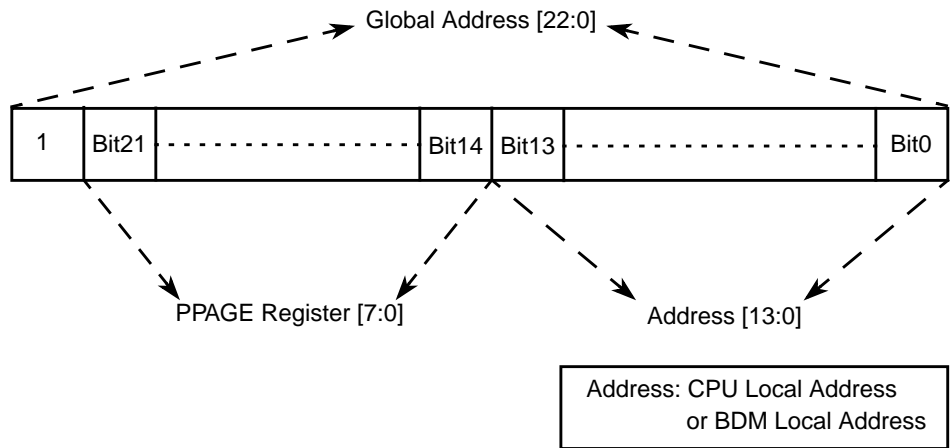 Global Address [22:0]
1 Bit21 Bit14 Bit13 Bit0
PPAGE Register [7:0] Address [13:0]
Address: CPU Local Address
or BDM Local Address